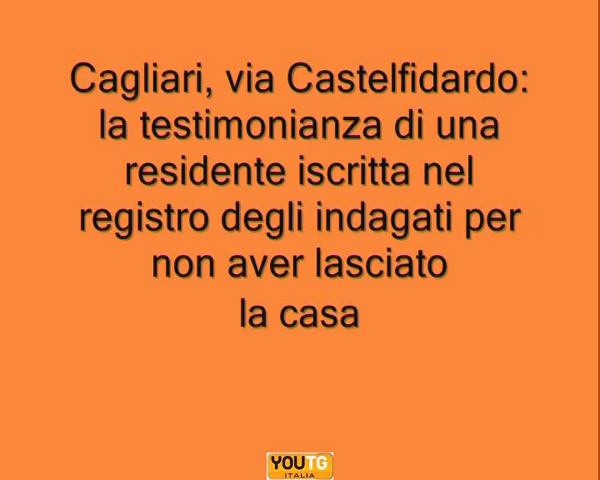 Cagliari, via Castelfidardo:
la testimonianza di una
residente iscritta nel
registro degli indagati per
non aver lasciato
la casa
YOUTG
ITALIA